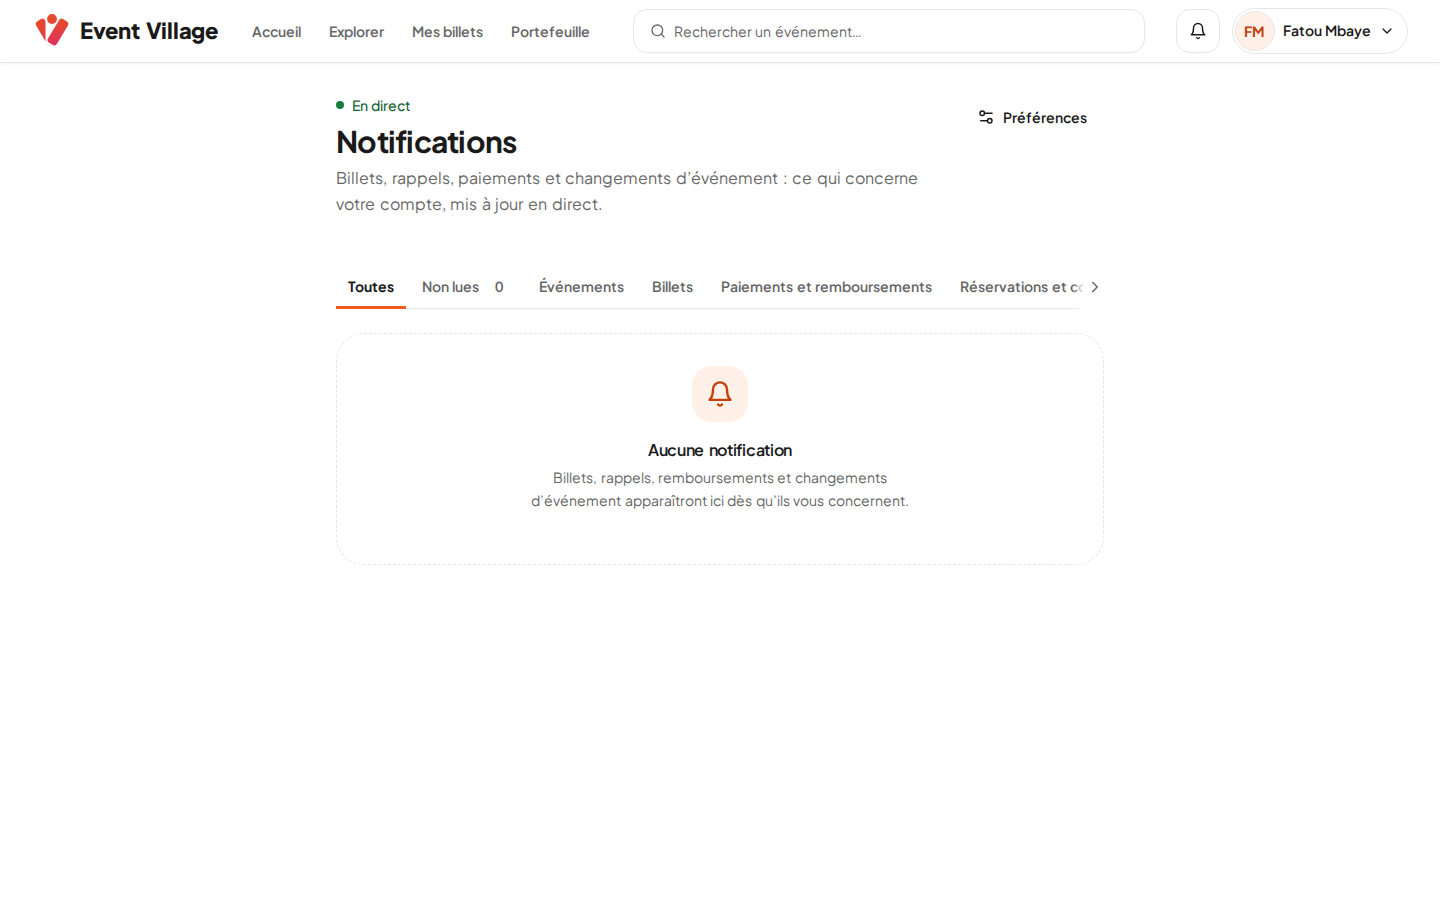 Event Village
Accueil
Explorer
Mes billets
Portefeuille
Rechercher un événement…
FM
Fatou Mbaye
En direct
Préférences
Notifications
Billets, rappels, paiements et changements d’événement : ce qui concerne
votre compte, mis à jour en direct.
Toutes
Non lues 0
Événements
Billets
Paiements et remboursements
Réservations et
Aucune notification
Billets, rappels, remboursements et changements
d’événement apparaîtront ici dès qu’ils vous concernent.